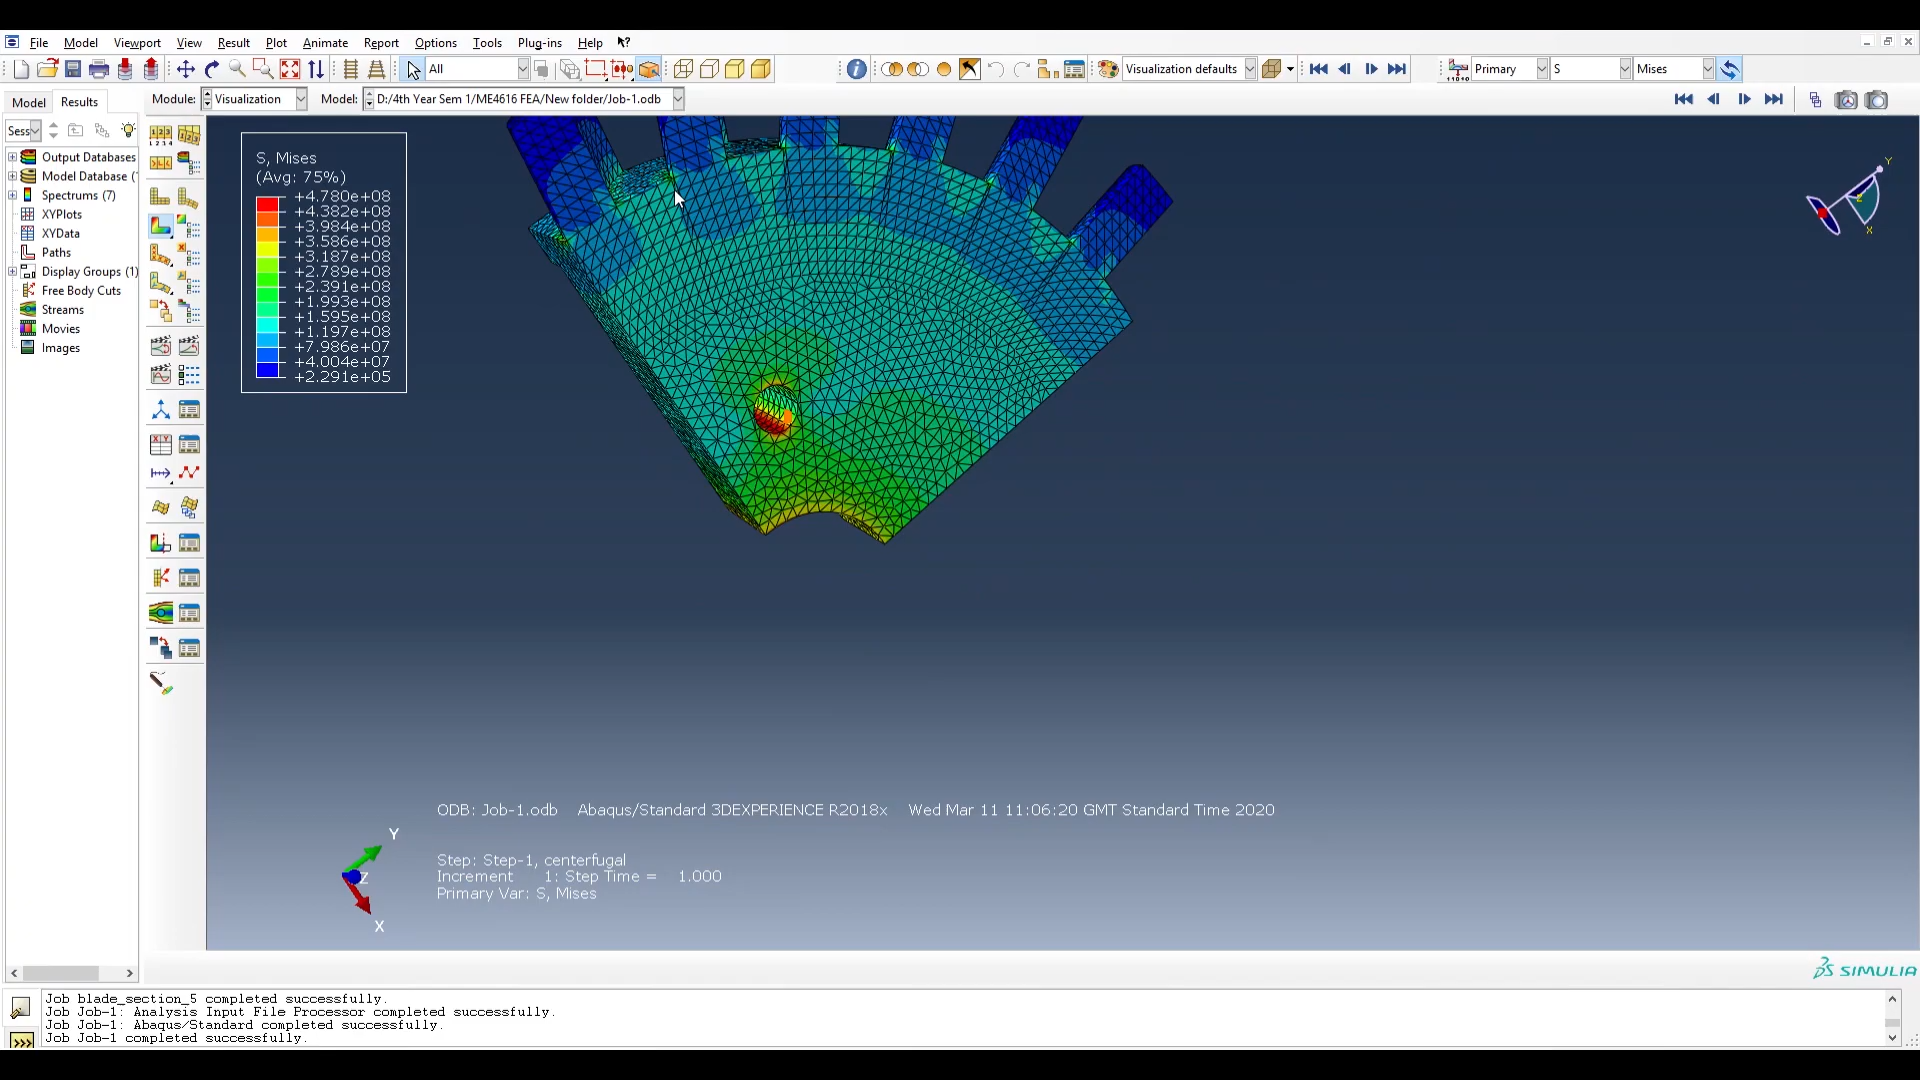 File Model Viewport View Result Plot Animate Report Options Tools Plug-ins Help
All
Visualization defaults
Primary S Mises
Model Results
Module: Visualization Model: D:/4th Year Sem 1/ME4616 FEA/New folder/Job-1.odb
Sess
Output Databases
Model Database (
Spectrums (7)
XYPlots
XYData
Paths
Display Groups (1)
Free Body Cuts
Streams
Movies
Images
S, Mises
(Avg: 75%)
+4.780e+08
+4.382e+08
+3.984e+08
+3.586e+08
+3.187e+08
+2.789e+08
+2.391e+08
+1.993e+08
+1.595e+08
+1.197e+08
+7.986e+07
+4.004e+07
+2.291e+05
Y
Z
X
Y
Z
X
ODB: Job-1.odb Abaqus/Standard 3DEXPERIENCE R2018x Wed Mar 11 11:06:20 GMT Standard Time 2020
Step: Step-1, centerfugal
Increment 1: Step Time = 1.000
Primary Var: S, Mises
SIMULIA
Job blade_section_5 completed successfully.
Job Job-1: Analysis Input File Processor completed successfully.
Job Job-1: Abaqus/Standard completed successfully.
Job Job-1 completed successfully.